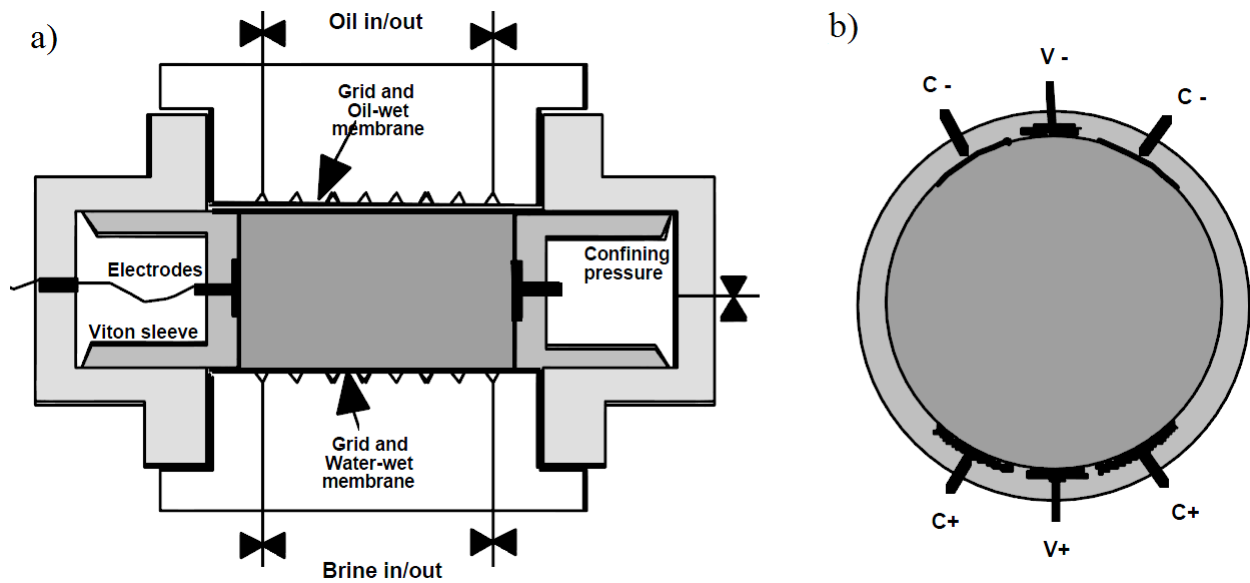 a)
Oil in/out
Grid and
Oil-wet
membrane
Electrodes
Viton sleeve
Confining
pressure
Grid and
Water-wet
membrane
Brine in/out
b)
V -
C -
C -
C+
C+
V+